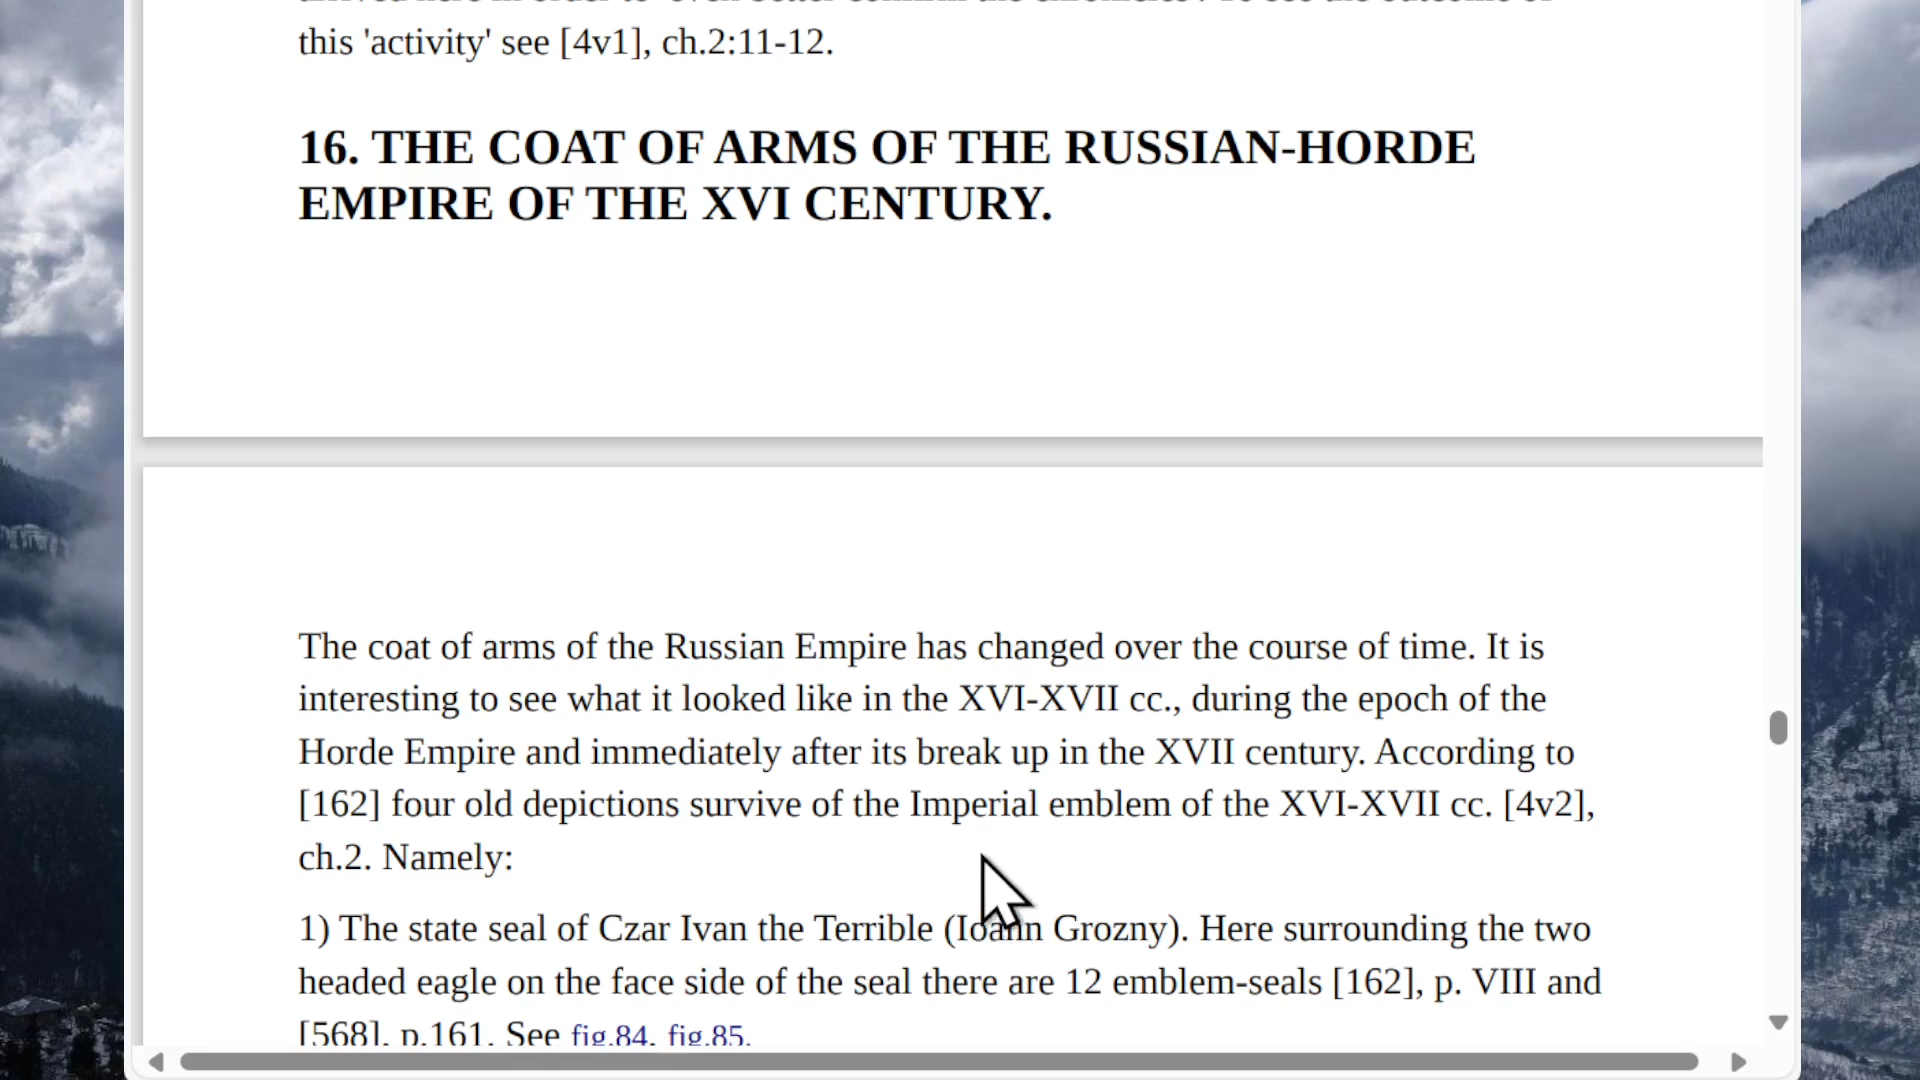 this 'activity' see [4v1], ch.2:11-12.
16. THE COAT OF ARMS OF THE RUSSIAN-HORDE
EMPIRE OF THE XVI CENTURY.
The coat of arms of the Russian Empire has changed over the course of time. It is
interesting to see what it looked like in the XVI-XVII cc., during the epoch of the
Horde Empire and immediately after its break up in the XVII century. According to
[162] four old depictions survive of the Imperial emblem of the XVI-XVII cc. [4v2],
ch.2. Namely:
1) The state seal of Czar Ivan the Terrible (Ioann Grozny). Here surrounding the two
headed eagle on the face side of the seal there are 12 emblem-seals [162], p. VIII and
[568], p.161. See fig.84, fig.85.